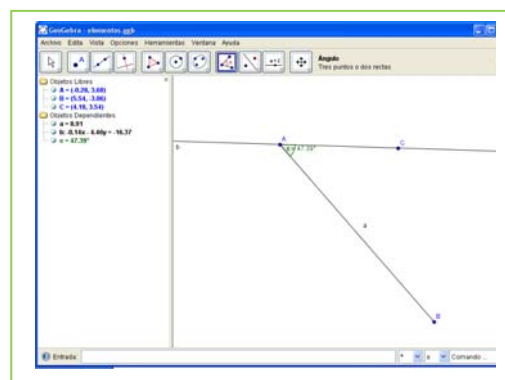 GeoGebra - elementos.ggb
Archivo Edita Vista Opciones Herramientas Ventana Ayuda
Ángulo
Tres puntos o dos rectas
Objetos Libres
A = (-0.28, 3.68)
B = (5.54, -3.06)
C = (4.18, 3.54)
Objetos Dependientes
a = 8.91
b: 0.14x + 4.46y = 16.37
α = 47.39°
b
A
C
α = 47.39°
a
B
Entrada:
α
Comando ...